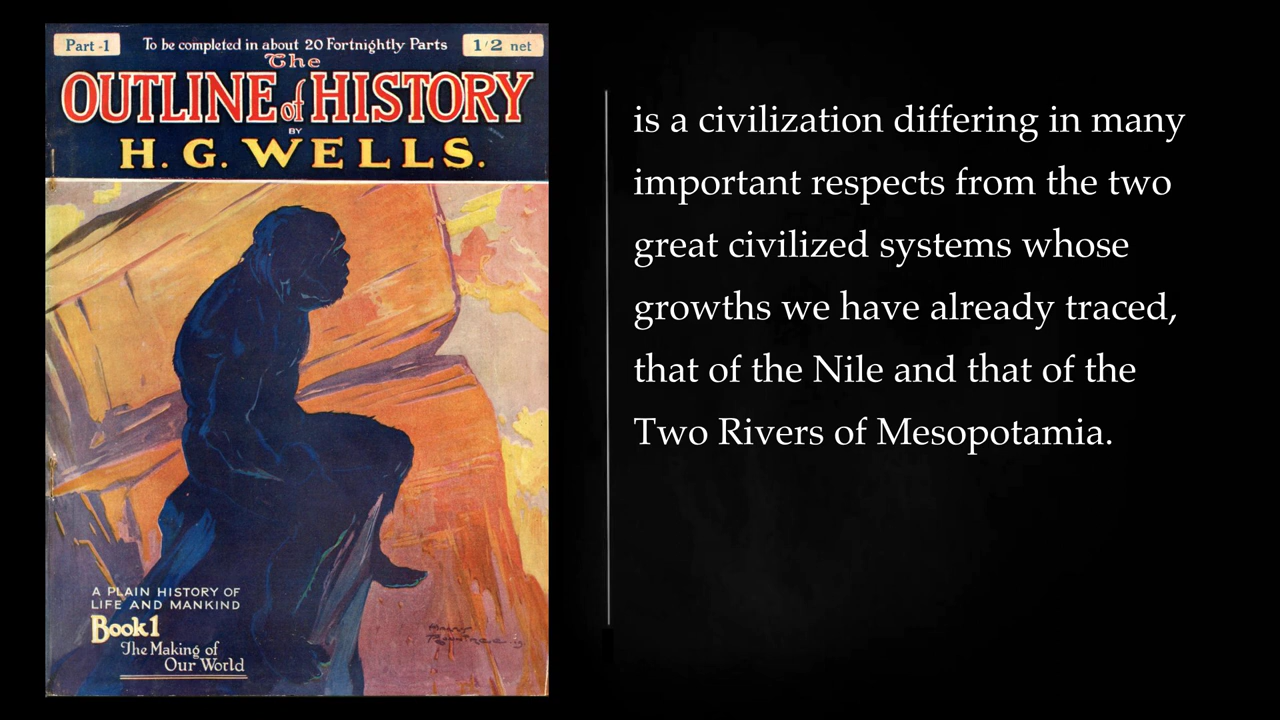 Part -1
To be completed in about 20 Fortnightly Parts
1/2 net
The
OUTLINE of HISTORY
BY
H. G. WELLS.
A PLAIN HISTORY OF
LIFE AND MANKIND
Book 1
The Making of
Our World
is a civilization differing in many
important respects from the two
great civilized systems whose
growths we have already traced,
that of the Nile and that of the
Two Rivers of Mesopotamia.